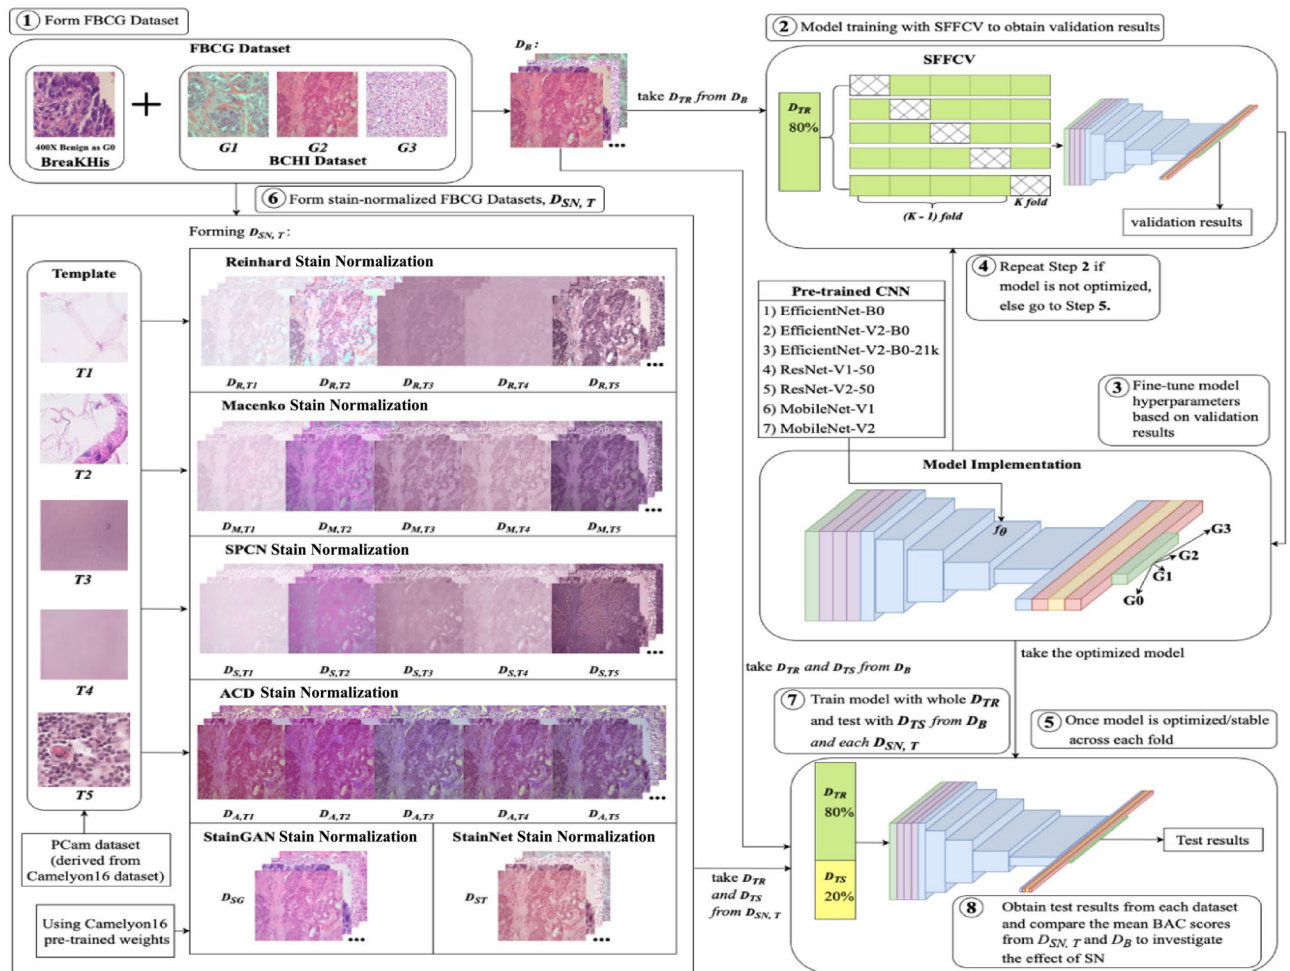 1 Form FBCG Dataset
FBCG Dataset
400X Benign as G0
BreaKHis
G1
G2
G3
BCHI Dataset
D_B :
take D_TR from D_B
2 Model training with SFFCV to obtain validation results
SFFCV
D_TR
80%
(K - 1) fold
K fold
validation results
6 Form stain-normalized FBCG Datasets, D_SN, T
Forming D_SN, T :
Template
T1
T2
T3
T4
T5
PCam dataset
(derived from
Camelyon16 dataset)
Using Camelyon16
pre-trained weights
Reinhard Stain Normalization
D_R,T1
D_R,T2
D_R,T3
D_R,T4
D_R,T5
Macenko Stain Normalization
D_M,T1
D_M,T2
D_M,T3
D_M,T4
D_M,T5
SPCN Stain Normalization
D_S,T1
D_S,T2
D_S,T3
D_S,T4
D_S,T5
ACD Stain Normalization
D_A,T1
D_A,T2
D_A,T3
D_A,T4
D_A,T5
StainGAN Stain Normalization
D_SG
StainNet Stain Normalization
D_ST
Pre-trained CNN
1) EfficientNet-B0
2) EfficientNet-V2-B0
3) EfficientNet-V2-B0-21k
4) ResNet-V1-50
5) ResNet-V2-50
6) MobileNet-V1
7) MobileNet-V2
4 Repeat Step 2 if
model is not optimized,
else go to Step 5.
3 Fine-tune model
hyperparameters
based on validation
results
Model Implementation
f_θ
G3
G2
G1
G0
take the optimized model
take D_TR and D_TS from D_B
7 Train model with whole D_TR
and test with D_TS from D_B
and each D_SN, T
5 Once model is optimized/stable
across each fold
D_TR
80%
D_TS
20%
Test results
take D_TR
and D_TS
from D_SN, T
8 Obtain test results from each dataset
and compare the mean BAC scores
from D_SN, T and D_B to investigate
the effect of SN